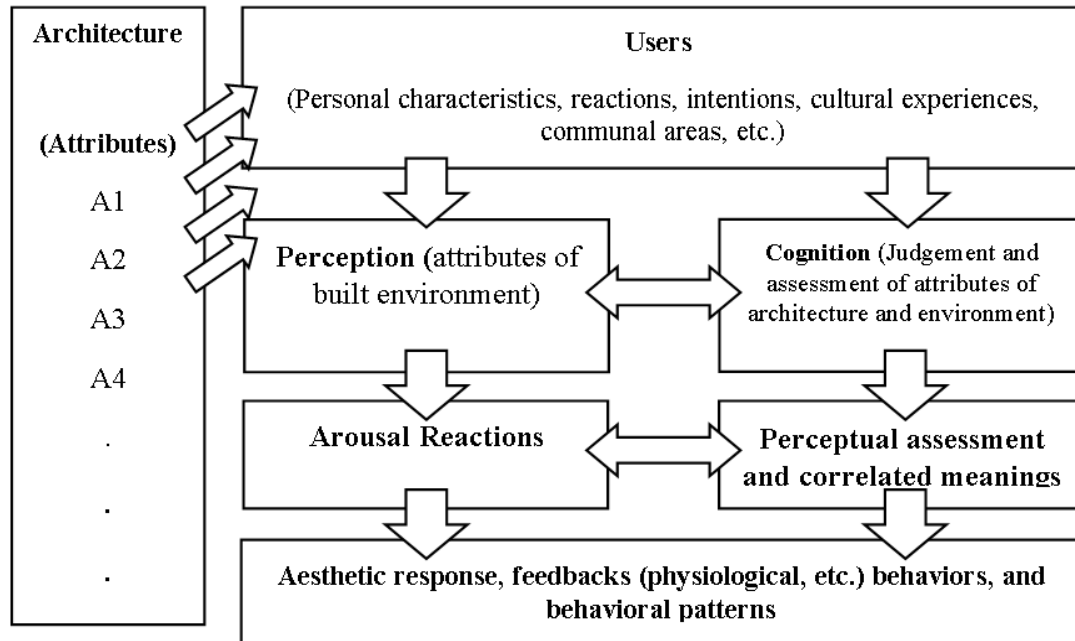 Architecture
(Attributes)
A1
A2
A3
A4
.
.
.
Users
(Personal characteristics, reactions, intentions, cultural experiences,
communal areas, etc.)
Perception (attributes of
built environment)
Cognition (Judgement and
assessment of attributes of
architecture and environment)
Arousal Reactions
Perceptual assessment
and correlated meanings
Aesthetic response, feedbacks (physiological, etc.) behaviors, and
behavioral patterns